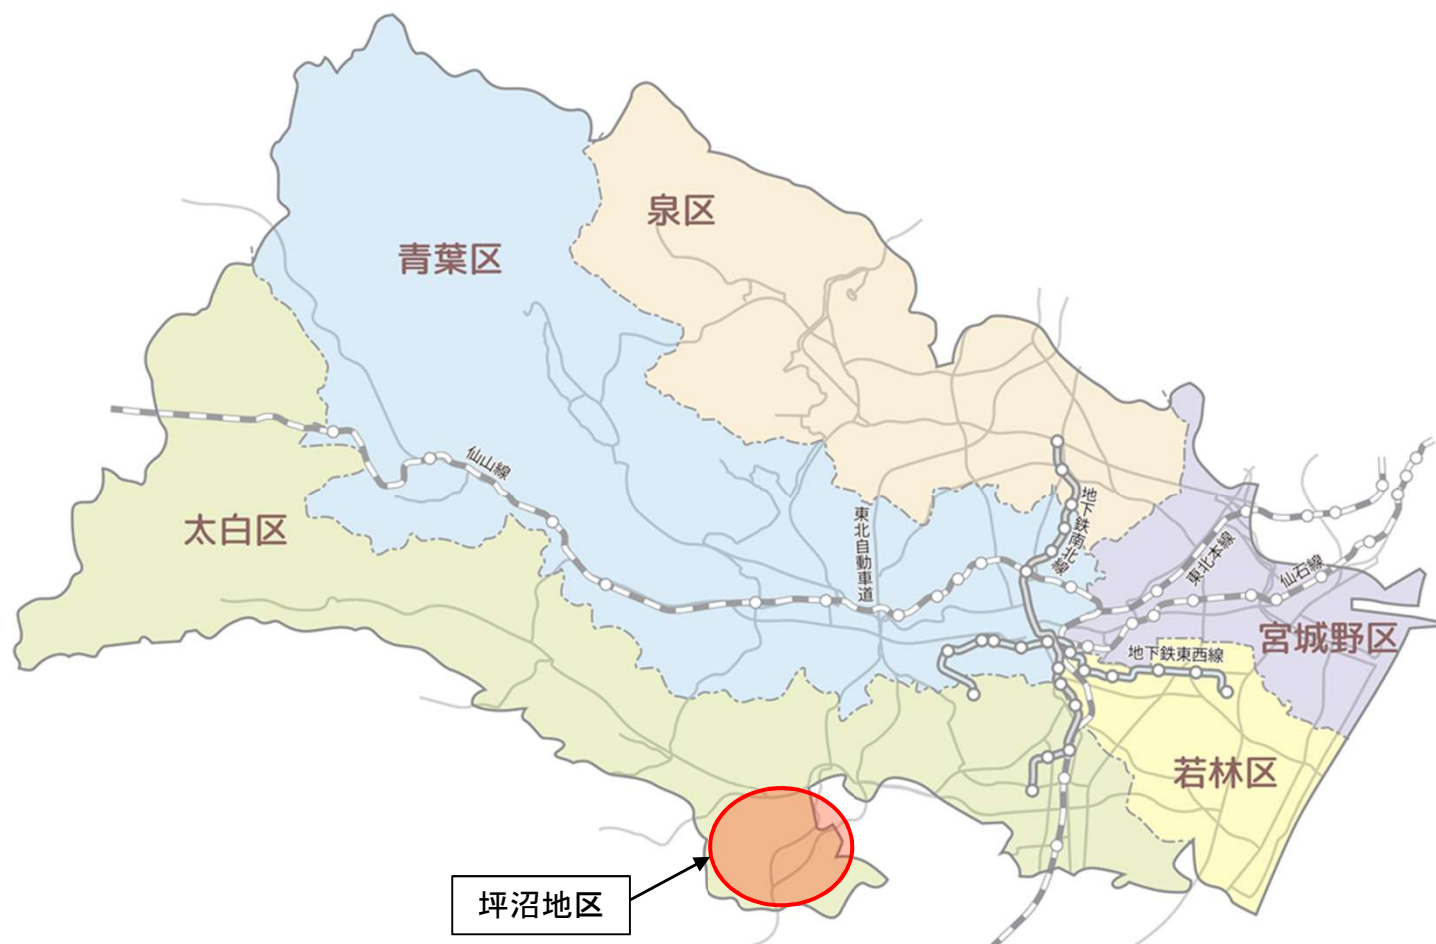 泉区
青葉区
仙山線
太白区
東北自動車道
地下鉄南北線
東北本線
仙石線
宮城野区
地下鉄東西線
若林区
坪沼地区